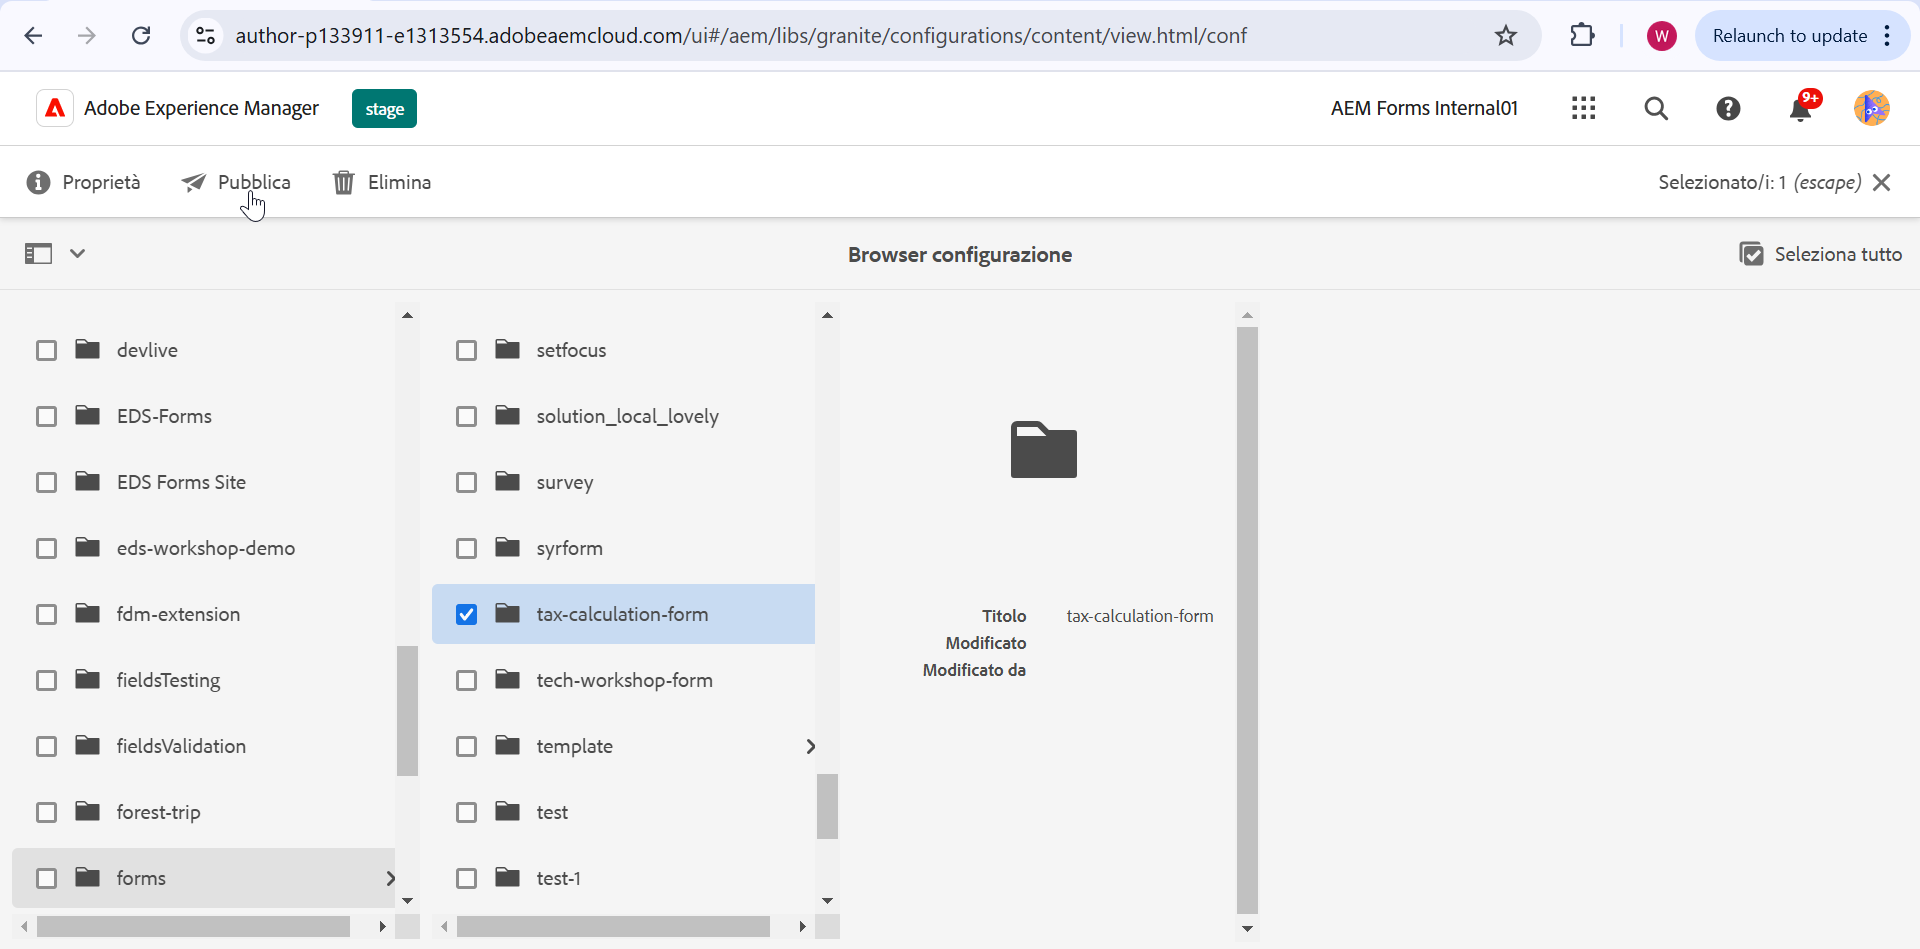 author-p133911-e1313554.adobeaemcloud.com/ui#/aem/libs/granite/configurations/content/view.html/conf
W
Relaunch to update
Adobe Experience Manager
stage
AEM Forms Internal01
9+
Proprietà
Pubblica
Elimina
Selezionato/i: 1 (escape)
Browser configurazione
Seleziona tutto
devlive
EDS-Forms
EDS Forms Site
eds-workshop-demo
fdm-extension
fieldsTesting
fieldsValidation
forest-trip
forms
setfocus
solution_local_lovely
survey
syrform
tax-calculation-form
tech-workshop-form
template
test
test-1
Titolo tax-calculation-form
Modificato
Modificato da